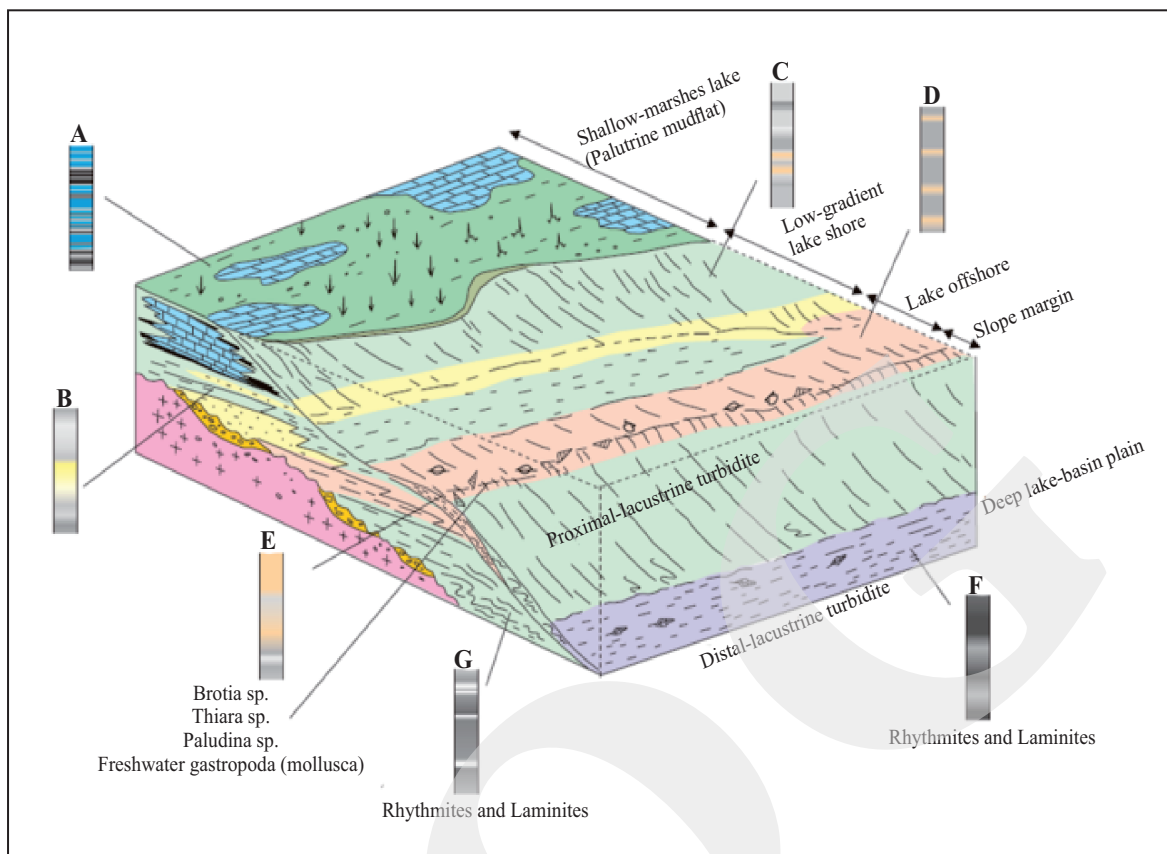 A
B
C
D
E
F
G
Shallow-marshes lake
(Palutrine mudflat)
Low-gradient
lake shore
Lake offshore
Slope margin
Proximal-lacustrine turbidite
Deep lake-basin plain
Distal-lacustrine turbidite
Brotia sp.
Thiara sp.
Paludina sp.
Freshwater gastropoda (mollusca)
Rhythmites and Laminites
Rhythmites and Laminites